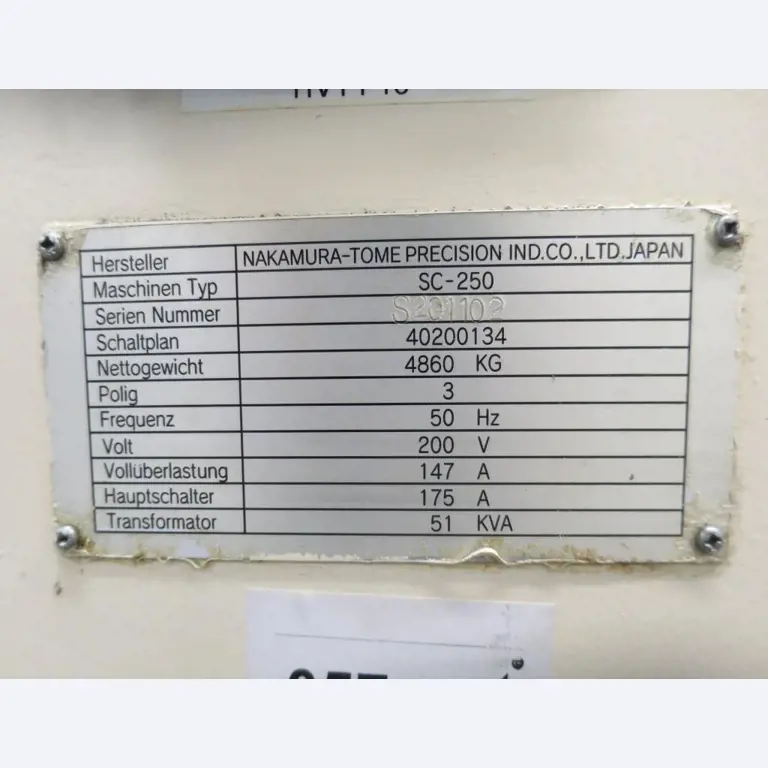 Hersteller NAKAMURA-TOME PRECISION IND.CO.,LTD.JAPAN
Maschinen Typ SC-250
Serien Nummer S201102
Schaltplan 40200134
Nettogewicht 4860 KG
Polig 3
Frequenz 50 Hz
Volt 200 V
Vollüberlastung 147 A
Hauptschalter 175 A
Transformator 51 KVA